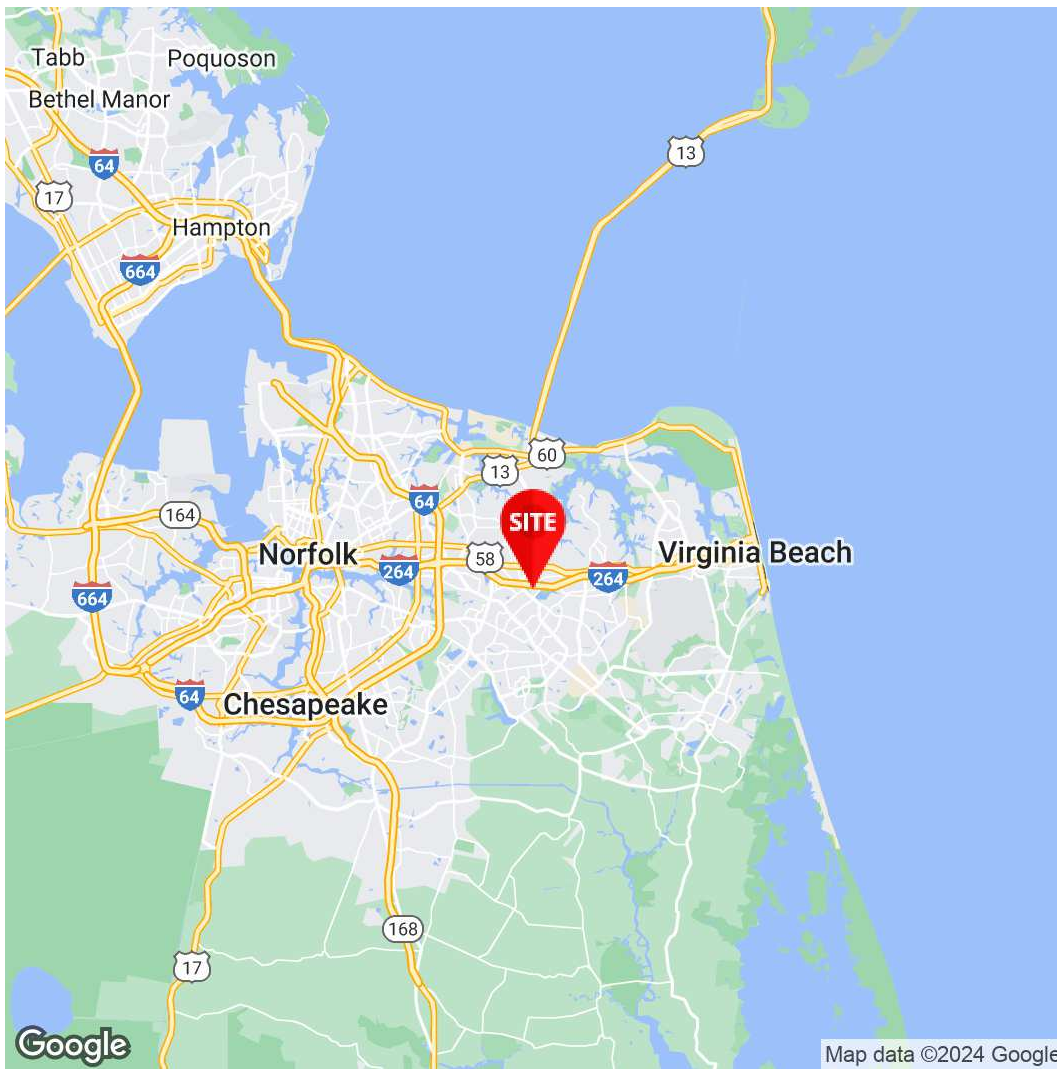 Tabb
Poquoson
Bethel Manor
13
64
17
Hampton
664
60
13
64
SITE
164
Norfolk
58
Virginia Beach
264
264
664
64
Chesapeake
168
17
Google
Map data ©2024 Google